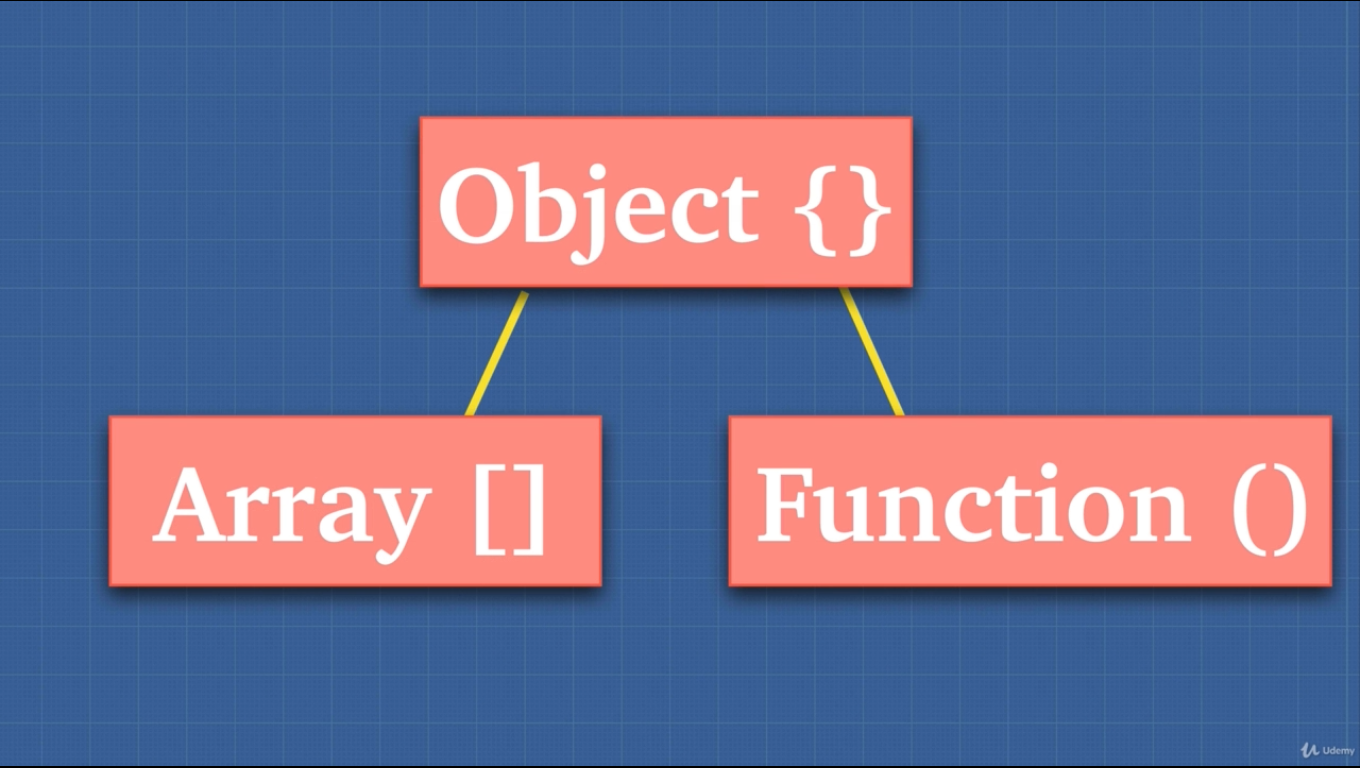 Object {}
Array []
Function ()
Udemy